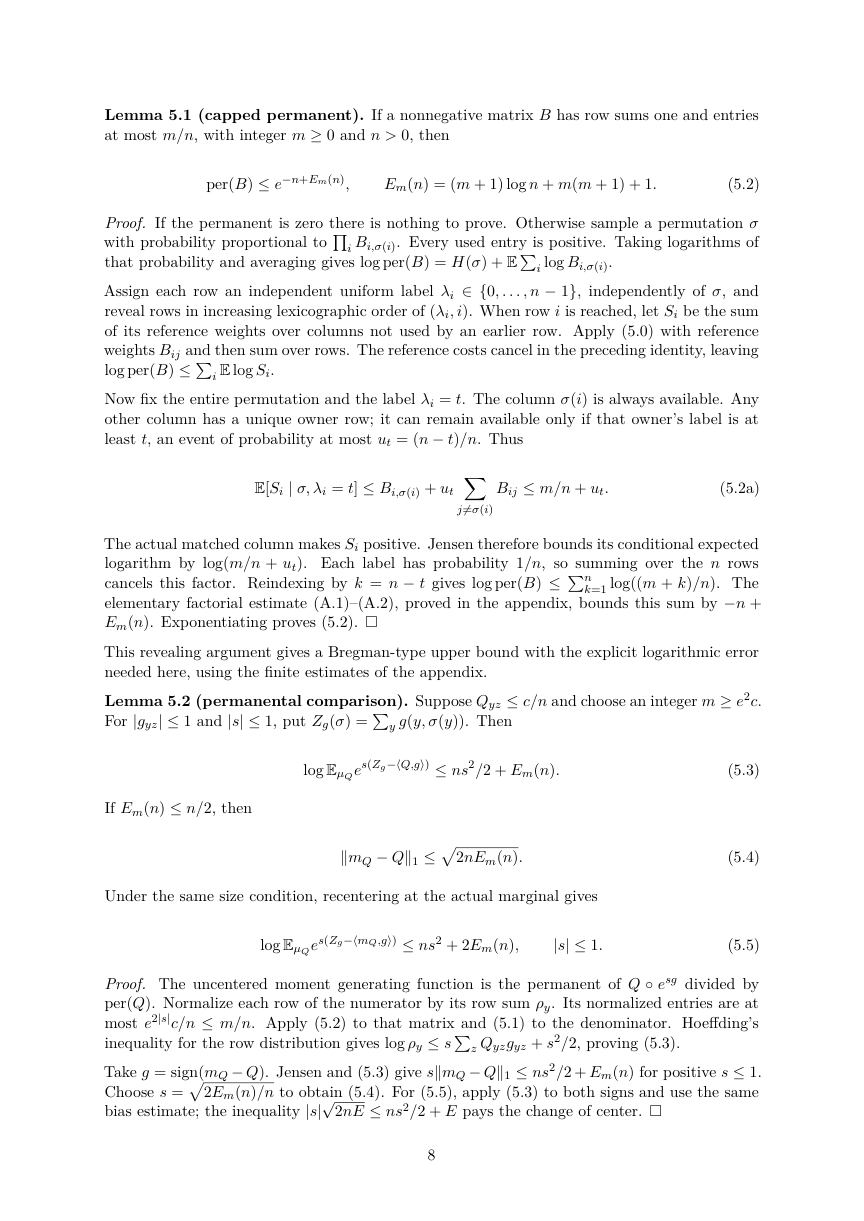 Lemma 5.1 (capped permanent). If a nonnegative matrix B has row sums one and entries
at most m/n, with integer m ≥ 0 and n > 0, then
per(B) ≤ e^{−n+E_m(n)}, E_m(n) = (m + 1) log n + m(m + 1) + 1. (5.2)
Proof. If the permanent is zero there is nothing to prove. Otherwise sample a permutation σ
with probability proportional to ∏_i B_{i,σ(i)}. Every used entry is positive. Taking logarithms of
that probability and averaging gives log per(B) = H(σ) + 𝔼 ∑_i log B_{i,σ(i)}.
Assign each row an independent uniform label λ_i ∈ {0, . . . , n − 1}, independently of σ, and
reveal rows in increasing lexicographic order of (λ_i, i). When row i is reached, let S_i be the sum
of its reference weights over columns not used by an earlier row. Apply (5.0) with reference
weights B_{ij} and then sum over rows. The reference costs cancel in the preceding identity, leaving
log per(B) ≤ ∑_i 𝔼 log S_i.
Now fix the entire permutation and the label λ_i = t. The column σ(i) is always available. Any
other column has a unique owner row; it can remain available only if that owner's label is at
least t, an event of probability at most u_t = (n − t)/n. Thus
𝔼[S_i | σ, λ_i = t] ≤ B_{i,σ(i)} + u_t ∑_{j≠σ(i)} B_{ij} ≤ m/n + u_t. (5.2a)
The actual matched column makes S_i positive. Jensen therefore bounds its conditional expected
logarithm by log(m/n + u_t). Each label has probability 1/n, so summing over the n rows
cancels this factor. Reindexing by k = n − t gives log per(B) ≤ ∑_{k=1}^n log((m + k)/n). The
elementary factorial estimate (A.1)–(A.2), proved in the appendix, bounds this sum by −n +
E_m(n). Exponentiating proves (5.2). □
This revealing argument gives a Bregman-type upper bound with the explicit logarithmic error
needed here, using the finite estimates of the appendix.
Lemma 5.2 (permanental comparison). Suppose Q_{yz} ≤ c/n and choose an integer m ≥ e²c.
For |g_{yz}| ≤ 1 and |s| ≤ 1, put Z_g(σ) = ∑_y g(y, σ(y)). Then
log 𝔼_{μ_Q} e^{s(Z_g−⟨Q,g⟩)} ≤ ns²/2 + E_m(n). (5.3)
If E_m(n) ≤ n/2, then
‖m_Q − Q‖_1 ≤ √(2nE_m(n)). (5.4)
Under the same size condition, recentering at the actual marginal gives
log 𝔼_{μ_Q} e^{s(Z_g−⟨m_Q,g⟩)} ≤ ns² + 2E_m(n), |s| ≤ 1. (5.5)
Proof. The uncentered moment generating function is the permanent of Q ∘ e^{sg} divided by
per(Q). Normalize each row of the numerator by its row sum ρ_y. Its normalized entries are at
most e^{2|s|}c/n ≤ m/n. Apply (5.2) to that matrix and (5.1) to the denominator. Hoeffding's
inequality for the row distribution gives log ρ_y ≤ s ∑_z Q_{yz}g_{yz} + s²/2, proving (5.3).
Take g = sign(m_Q − Q). Jensen and (5.3) give s‖m_Q − Q‖_1 ≤ ns²/2 + E_m(n) for positive s ≤ 1.
Choose s = √(2E_m(n)/n) to obtain (5.4). For (5.5), apply (5.3) to both signs and use the same
bias estimate; the inequality |s|√(2nE) ≤ ns²/2 + E pays the change of center. □
8